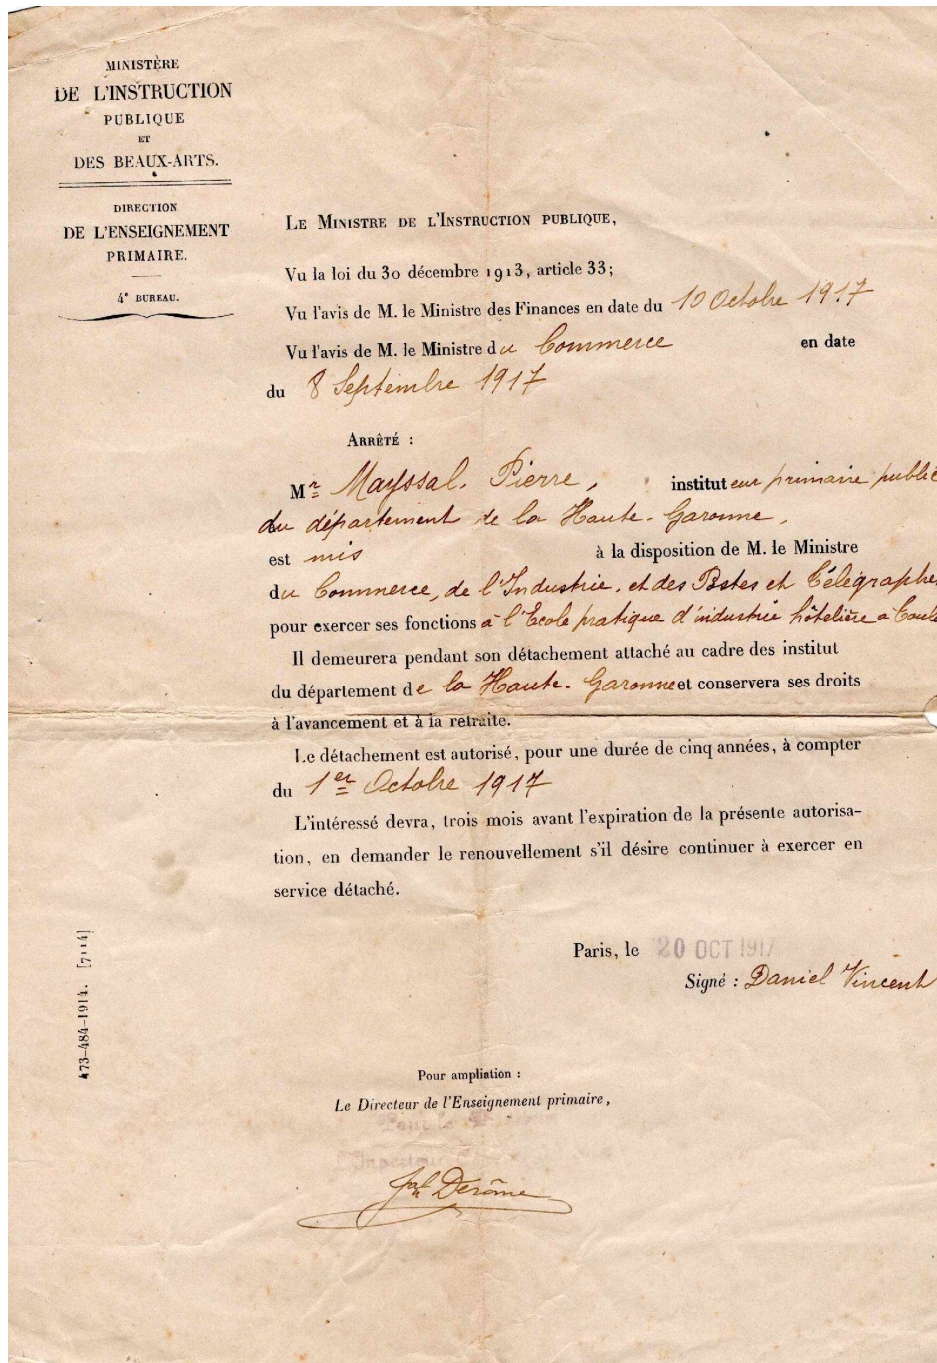 MINISTÈRE
DE L'INSTRUCTION
PUBLIQUE
ET
DES BEAUX-ARTS.
DIRECTION
DE L'ENSEIGNEMENT
PRIMAIRE.
4e BUREAU.
LE MINISTRE DE L'INSTRUCTION PUBLIQUE,
Vu la loi du 30 décembre 1913, article 33;
Vu l'avis de M. le Ministre des Finances en date du 10 Octobre 1917
Vu l'avis de M. le Ministre du Commerce en date
du 8 Septembre 1917
ARRÊTÉ :
Mr Mayssal. Pierre, instituteur primaire public
du département de la Haute-Garonne,
est mis à la disposition de M. le Ministre
du Commerce, de l'Industrie, et des Postes et Télégraphe
pour exercer ses fonctions à l'Ecole pratique d'industrie hôtelière a Toul
Il demeurera pendant son détachement attaché au cadre des institut
du département de la Haute-Garonne et conservera ses droits
à l'avancement et à la retraite.
Le détachement est autorisé, pour une durée de cinq années, à compter
du 1er Octobre 1917
L'intéressé devra, trois mois avant l'expiration de la présente autorisa-
tion, en demander le renouvellement s'il désire continuer à exercer en
service détaché.
Paris, le 20 OCT 1917
Signé : Daniel Vincent
473-484-1914.
Pour ampliation :
Le Directeur de l'Enseignement primaire,
Derôme